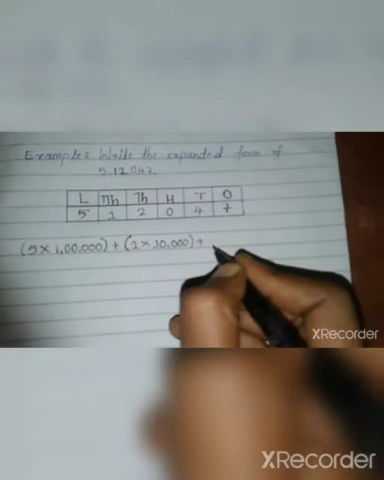 Example: Write the expanded form of
5,12,047.
L TTh Th H T O
5 1 2 0 4 7
(5 × 1,00,000) + (1 × 10,000) +
XRecorder
XRecorder